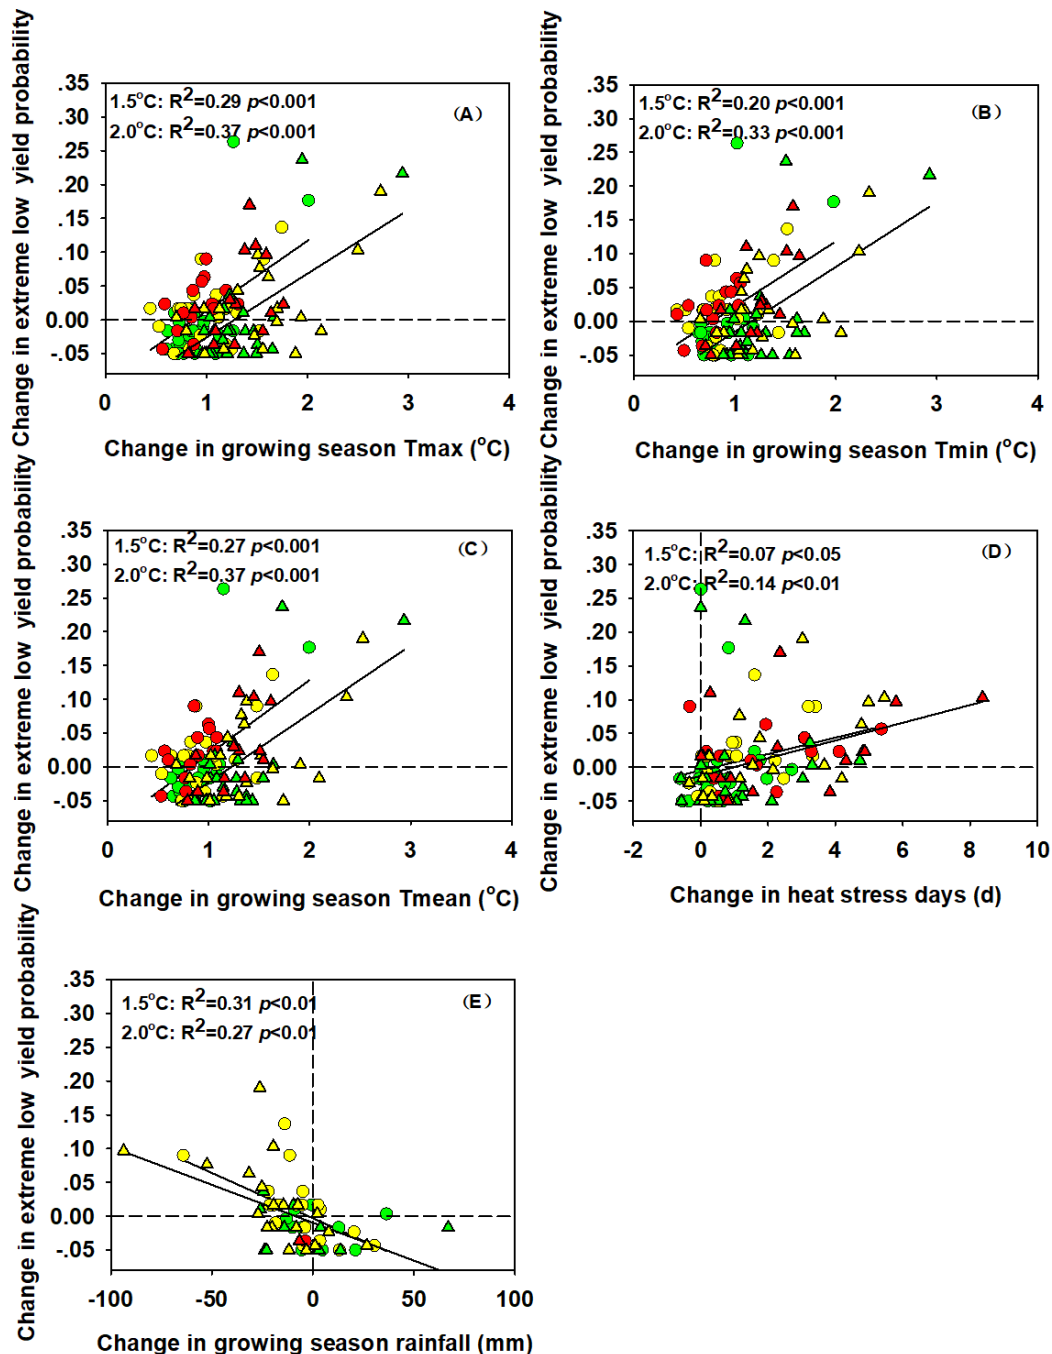 Change in extreme low yield probability
.35
.30
.25
.20
.15
.10
.05
0.00
-.05
1.5°C: R²=0.29 p<0.001
2.0°C: R²=0.37 p<0.001
（A）
0 1 2 3 4
Change in growing season Tmax (°C)
Change in extreme low yield probability
.35
.30
.25
.20
.15
.10
.05
0.00
-.05
1.5°C: R²=0.20 p<0.001
2.0°C: R²=0.33 p<0.001
（B）
0 1 2 3 4
Change in growing season Tmin (°C)
Change in extreme low yield probability
.35
.30
.25
.20
.15
.10
.05
0.00
-.05
1.5°C: R²=0.27 p<0.001
2.0°C: R²=0.37 p<0.001
（C）
0 1 2 3 4
Change in growing season Tmean (°C)
Change in extreme low yield probability
.35
.30
.25
.20
.15
.10
.05
0.00
-.05
1.5°C: R²=0.07 p<0.05
2.0°C: R²=0.14 p<0.01
（D）
-2 0 2 4 6 8 10
Change in heat stress days (d)
Change in extreme low yield probability
.35
.30
.25
.20
.15
.10
.05
0.00
-.05
1.5°C: R²=0.31 p<0.01
2.0°C: R²=0.27 p<0.01
（E）
-100 -50 0 50 100
Change in growing season rainfall (mm)